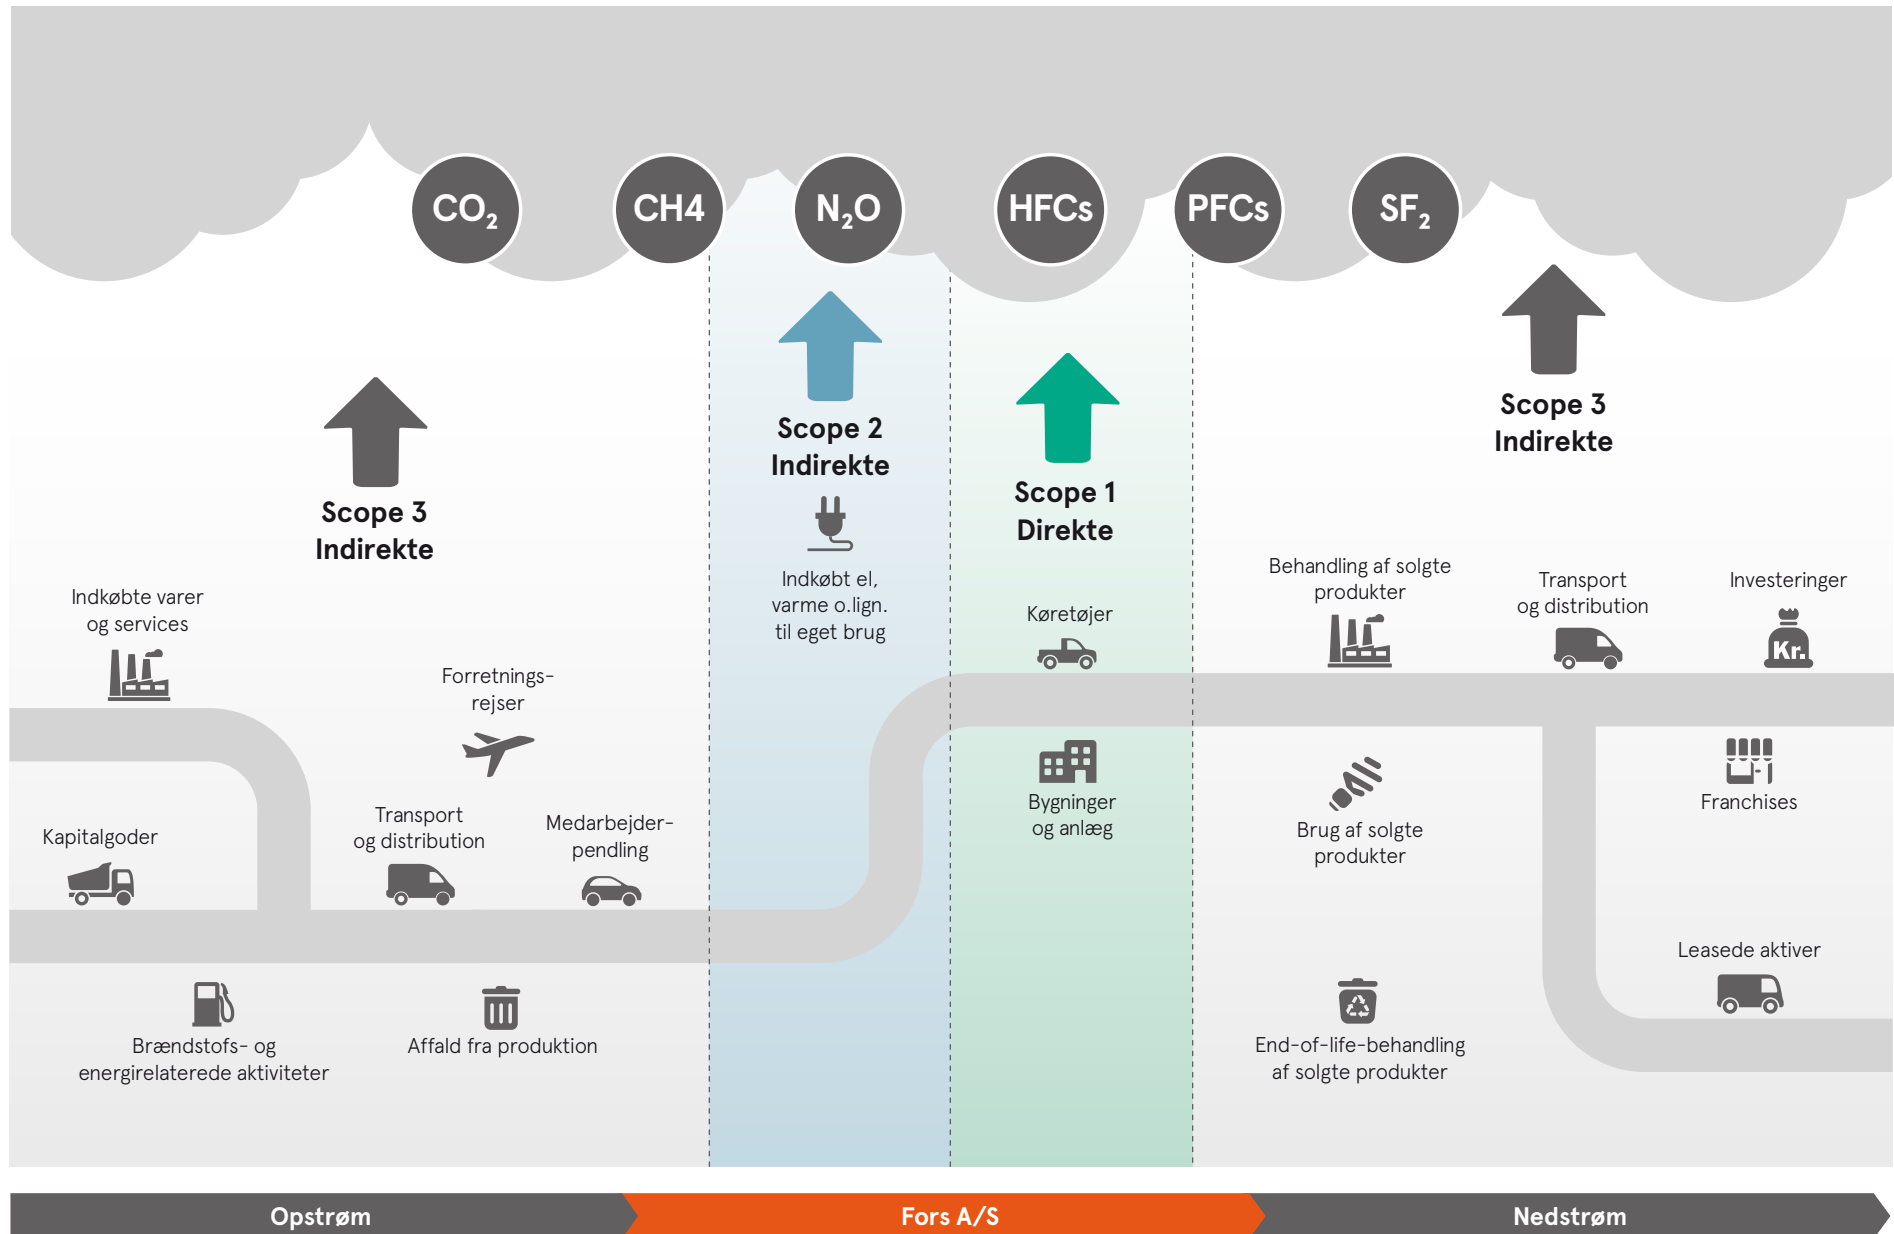 CO₂
CH4
N₂O
HFCs
PFCs
SF₂
Scope 3
Indirekte
Indkøbte varer
og services
Forretnings-
rejser
Kapitalgoder
Transport
og distribution
Medarbejder-
pendling
Brændstofs- og
energirelaterede aktiviteter
Affald fra produktion
Scope 2
Indirekte
Indkøbt el,
varme o.lign.
til eget brug
Scope 1
Direkte
Køretøjer
Bygninger
og anlæg
Scope 3
Indirekte
Behandling af solgte
produkter
Transport
og distribution
Investeringer
Kr.
Brug af solgte
produkter
Franchises
Leasede aktiver
End-of-life-behandling
af solgte produkter
Opstrøm
Fors A/S
Nedstrøm